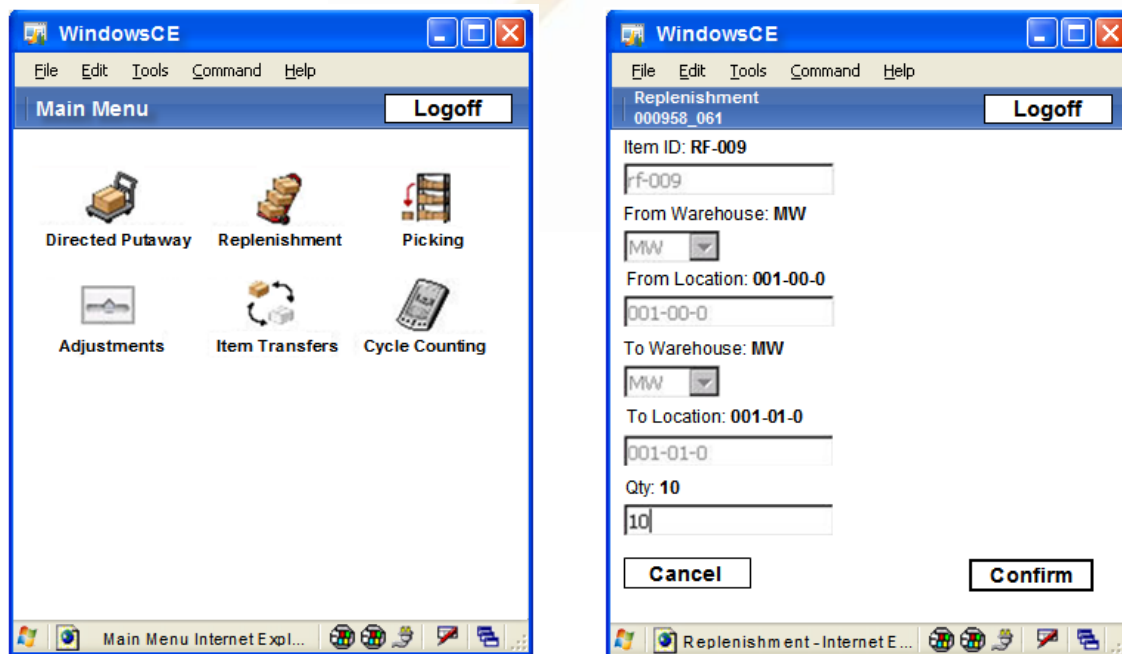 WindowsCE
File Edit Tools Command Help
Main Menu Logoff
Directed Putaway Replenishment Picking
Adjustments Item Transfers Cycle Counting
Main Menu Internet Expl...
WindowsCE
File Edit Tools Command Help
Replenishment
000958_061
Logoff
Item ID: RF-009
rf-009
From Warehouse: MW
MW
From Location: 001-00-0
001-00-0
To Warehouse: MW
MW
To Location: 001-01-0
001-01-0
Qty: 10
10
Cancel Confirm
Replenishment - Internet E...